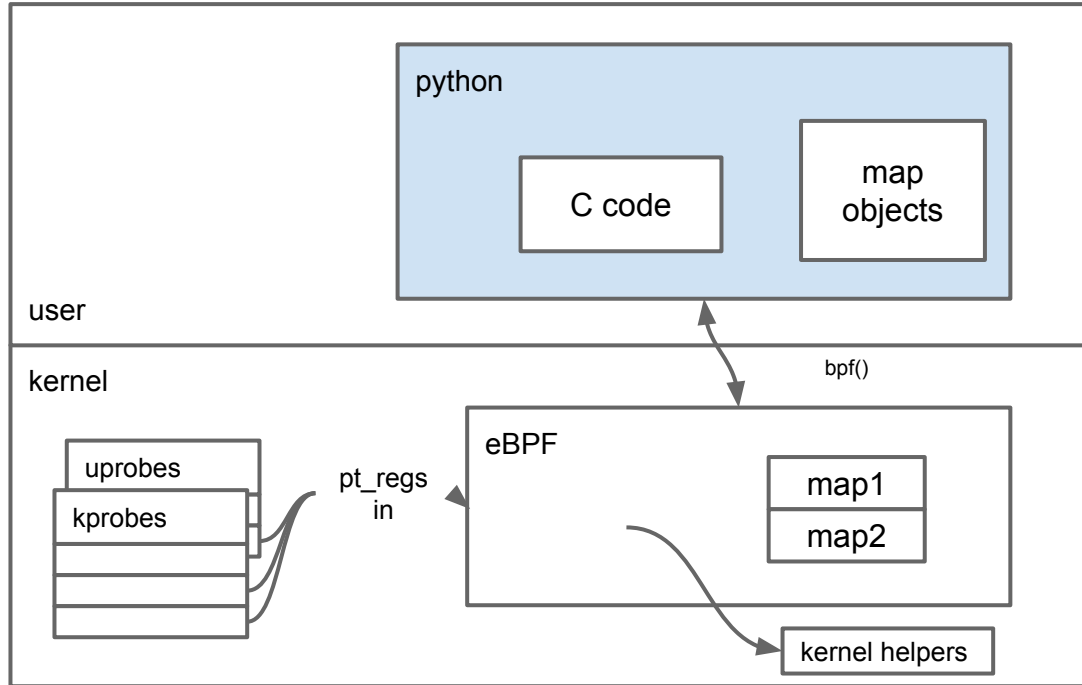 python
C code
map
objects
user
bpf()
kernel
eBPF
uprobes
kprobes
pt_regs
in
map1
map2
kernel helpers